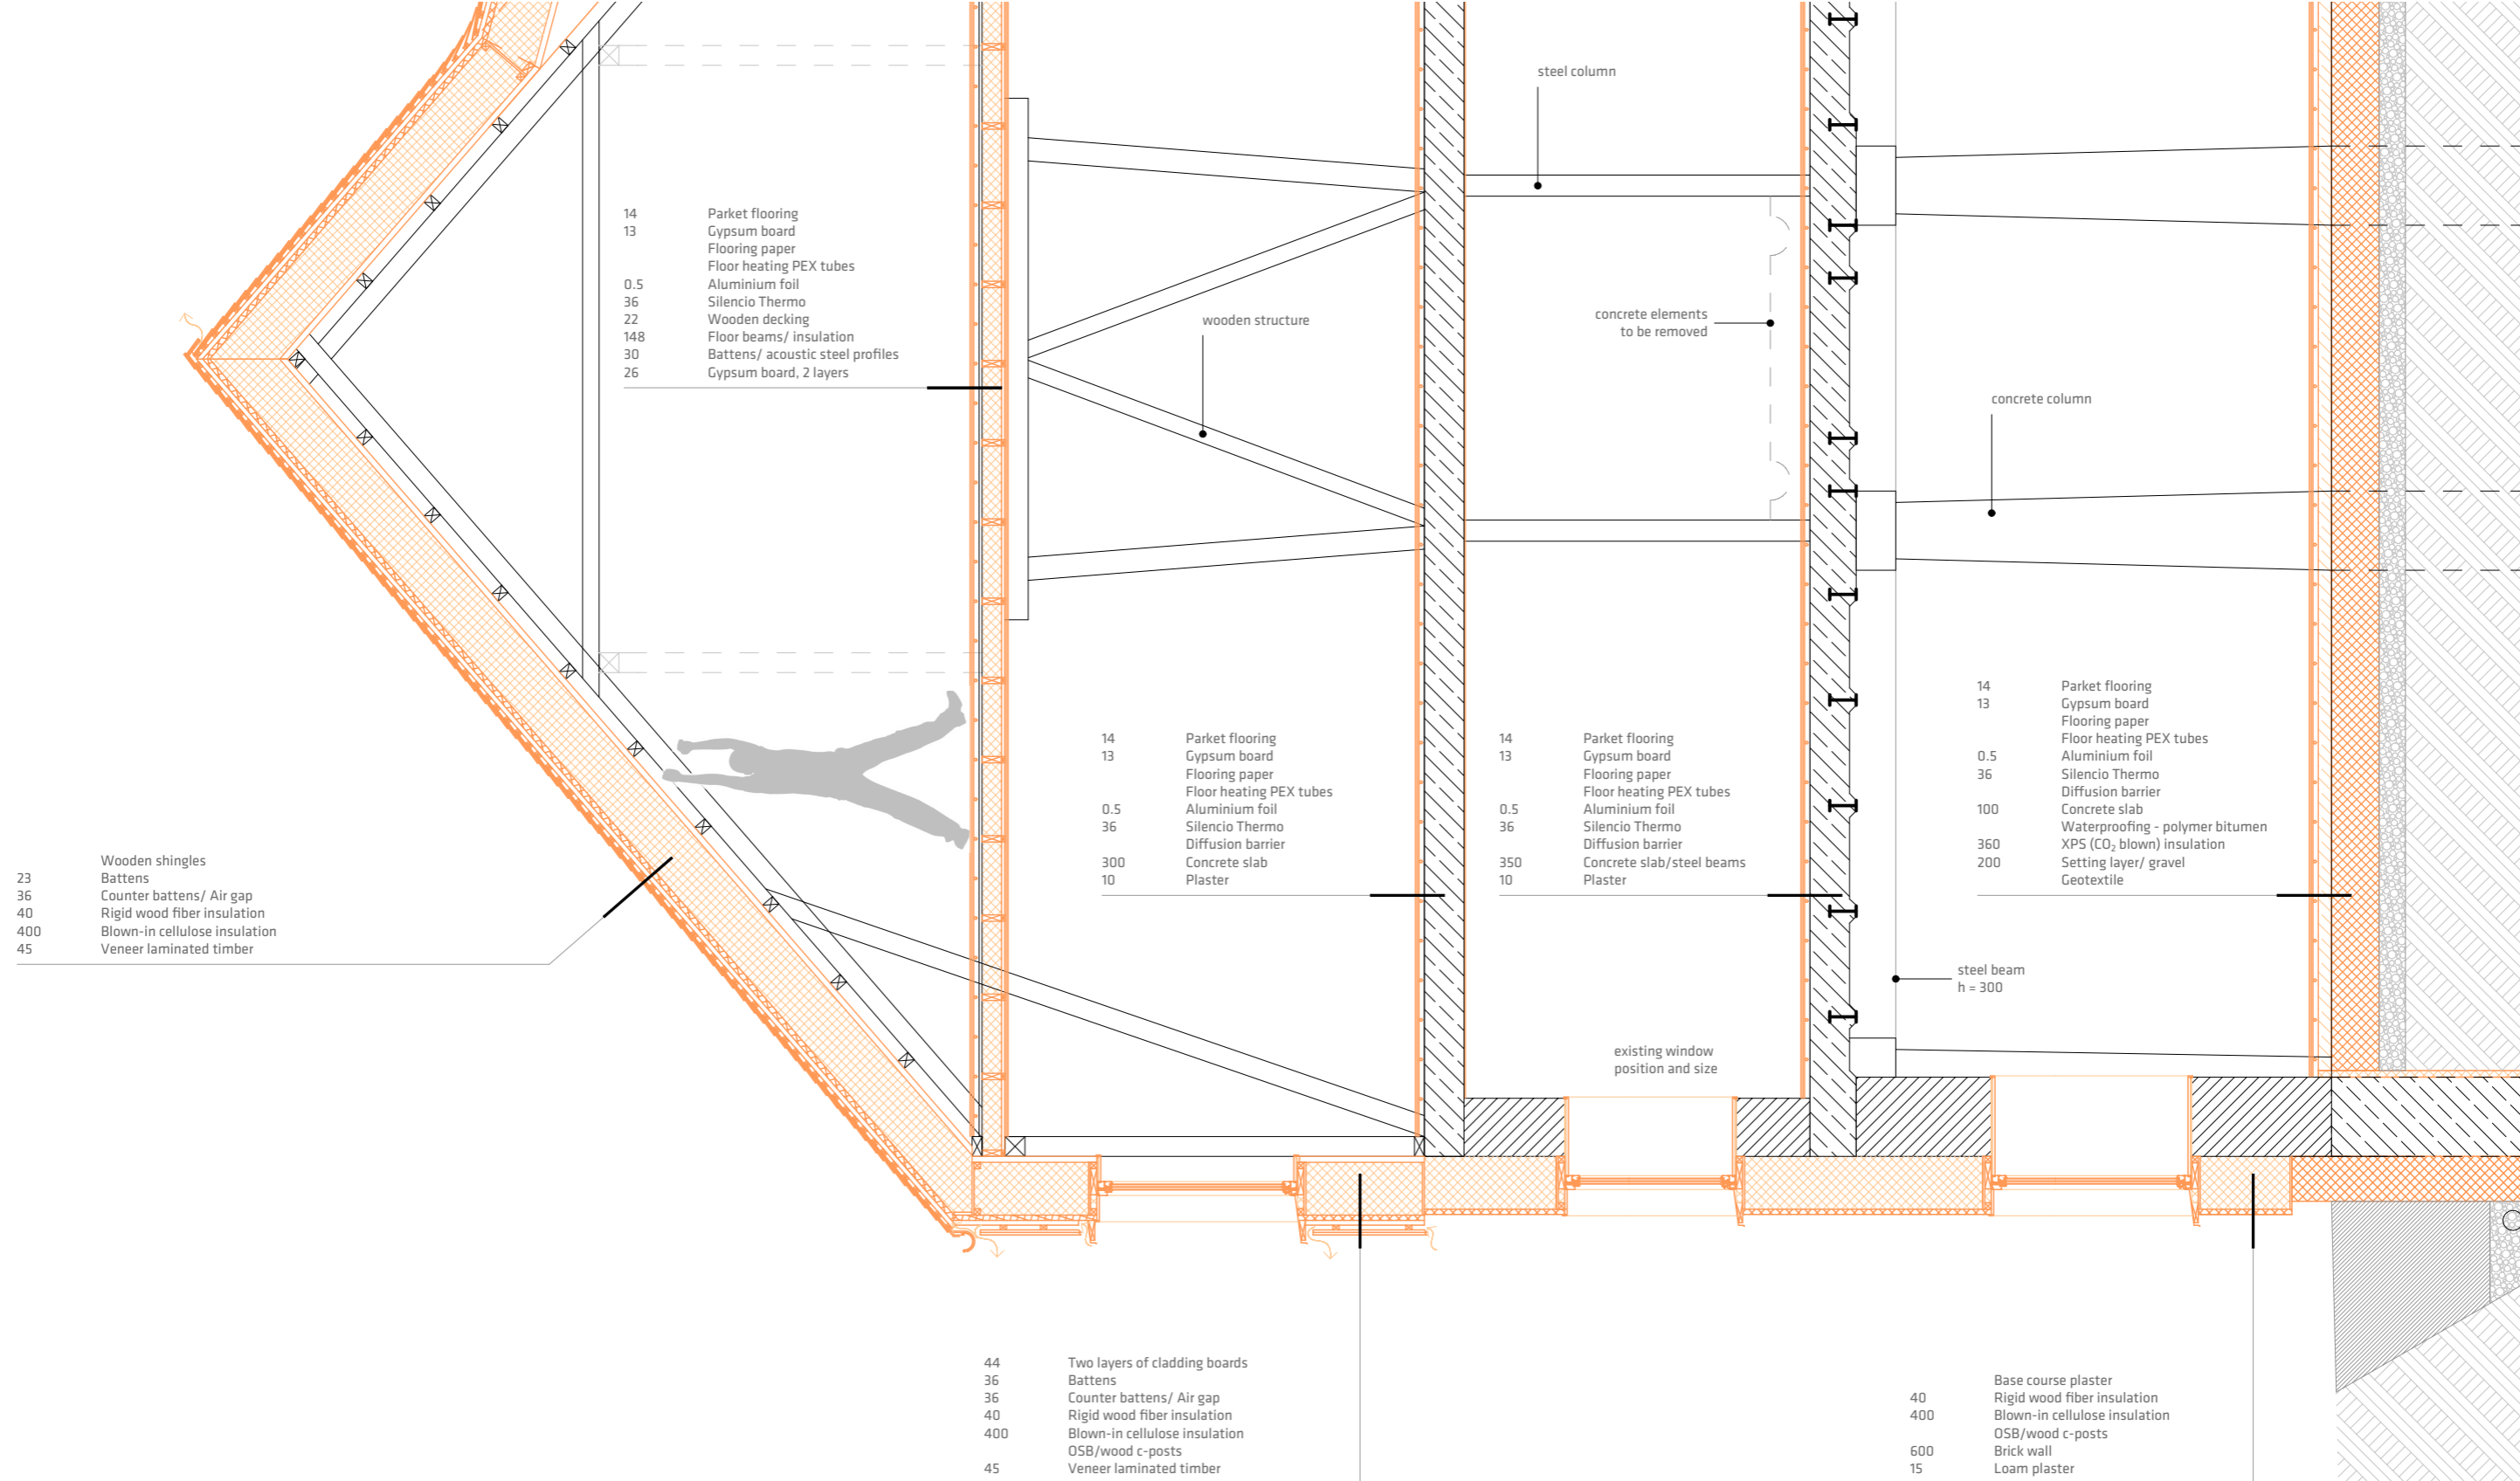 steel column
14 Parket flooring
13 Gypsum board
Flooring paper
Floor heating PEX tubes
0.5 Aluminium foil
36 Silencio Thermo
22 Wooden decking
148 Floor beams/ insulation
30 Battens/ acoustic steel profiles
26 Gypsum board, 2 layers
wooden structure
concrete elements
to be removed
concrete column
14 Parket flooring
13 Gypsum board
Flooring paper
Floor heating PEX tubes
0.5 Aluminium foil
36 Silencio Thermo
Diffusion barrier
300 Concrete slab
10 Plaster
14 Parket flooring
13 Gypsum board
Flooring paper
Floor heating PEX tubes
0.5 Aluminium foil
36 Silencio Thermo
Diffusion barrier
350 Concrete slab/steel beams
10 Plaster
14 Parket flooring
13 Gypsum board
Flooring paper
Floor heating PEX tubes
0.5 Aluminium foil
36 Silencio Thermo
Diffusion barrier
100 Concrete slab
Waterproofing - polymer bitumen
360 XPS (CO₂ blown) insulation
200 Setting layer/ gravel
Geotextile
Wooden shingles
23 Battens
36 Counter battens/ Air gap
40 Rigid wood fiber insulation
400 Blown-in cellulose insulation
45 Veneer laminated timber
steel beam
h = 300
existing window
position and size
44 Two layers of cladding boards
36 Battens
36 Counter battens/ Air gap
40 Rigid wood fiber insulation
400 Blown-in cellulose insulation
OSB/wood c-posts
45 Veneer laminated timber
Base course plaster
40 Rigid wood fiber insulation
400 Blown-in cellulose insulation
OSB/wood c-posts
600 Brick wall
15 Loam plaster